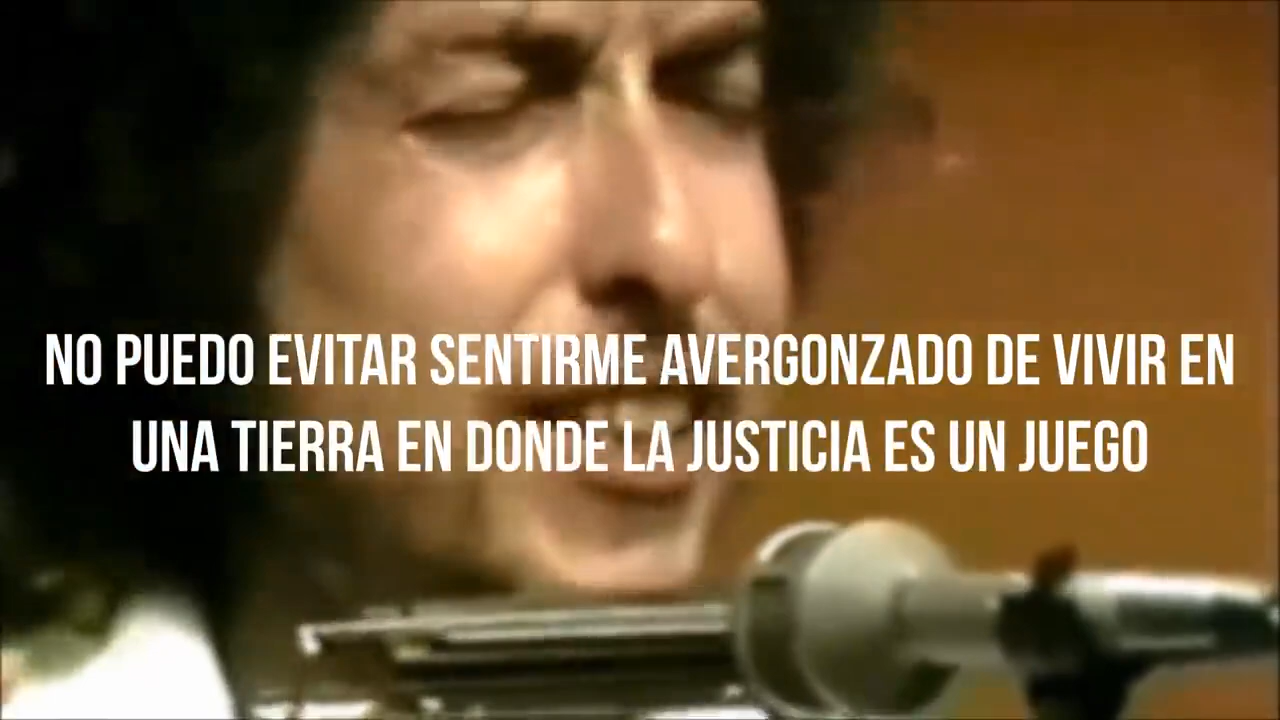 NO PUEDO EVITAR SENTIRME AVERGONZADO DE VIVIR EN
UNA TIERRA EN DONDE LA JUSTICIA ES UN JUEGO